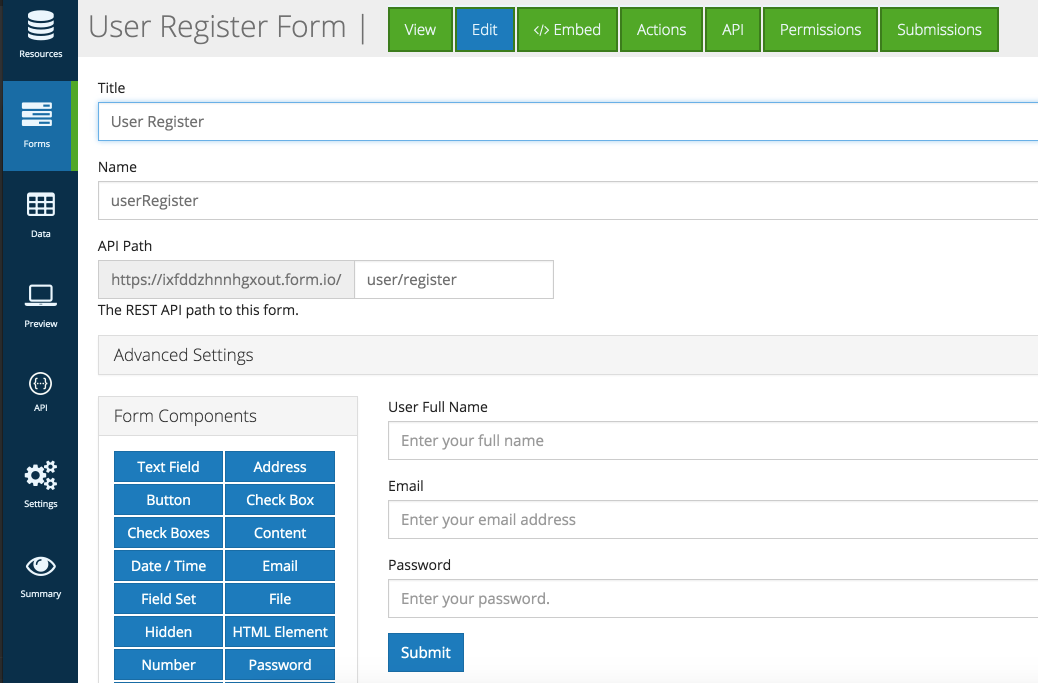 User Register Form |
View
Edit
</> Embed
Actions
API
Permissions
Submissions
Resources
Forms
Data
Preview
API
Settings
Summary
Title
User Register
Name
userRegister
API Path
https://ixfddzhnnhgxout.form.io/
user/register
The REST API path to this form.
Advanced Settings
Form Components
Text Field
Address
Button
Check Box
Check Boxes
Content
Date / Time
Email
Field Set
File
Hidden
HTML Element
Number
Password
User Full Name
Enter your full name
Email
Enter your email address
Password
Enter your password.
Submit